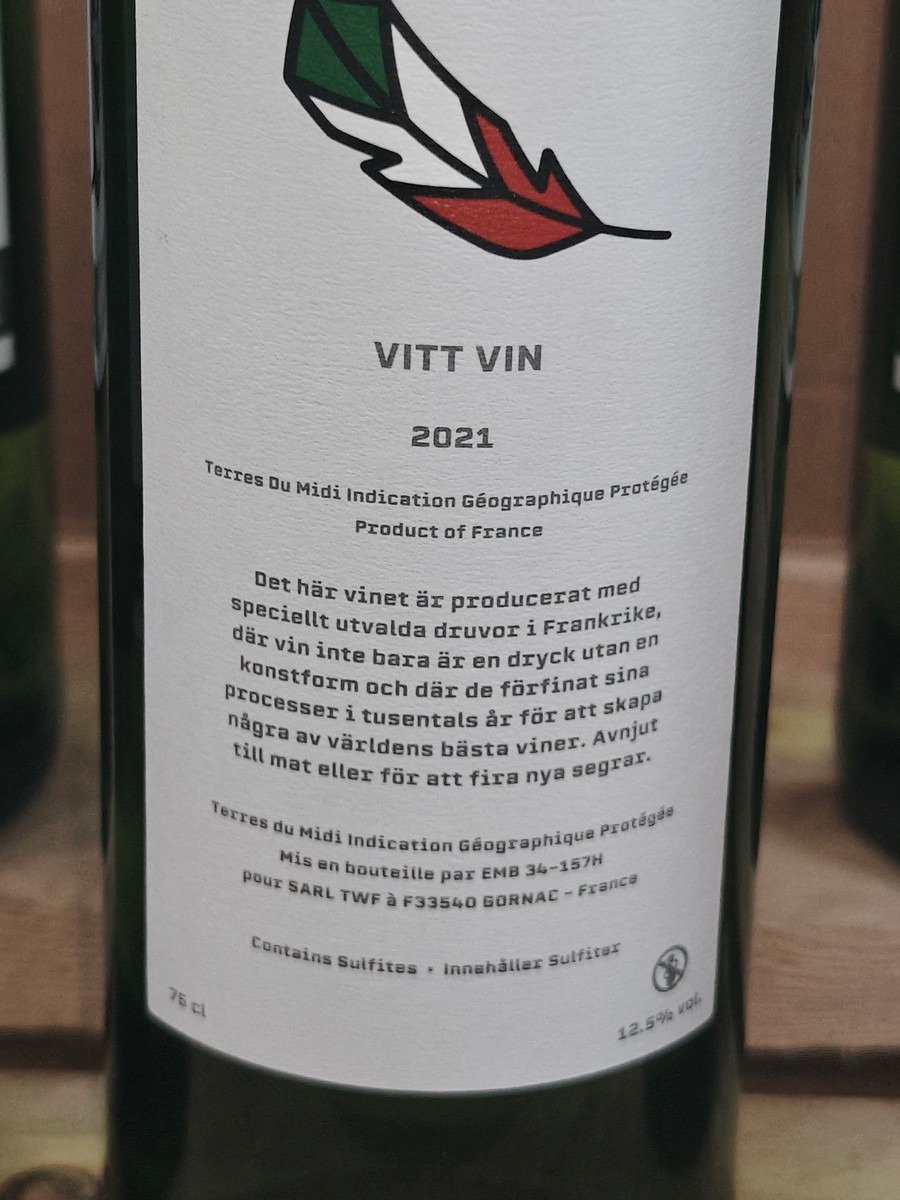 VITT VIN
2021
Terres Du Midi Indication Géographique Protégée
Product of France
Det här vinet är producerat med
speciellt utvalda druvor i Frankrike,
där vin inte bara är en dryck utan en
konstform och där de förfinat sina
processer i tusentals år för att skapa
några av världens bästa viner. Avnjut
till mat eller för att fira nya segrar.
Terres du Midi Indication Géographique Protégée
Mis en bouteille par EMB 34-157H
pour SARL TWF à F33540 GORNAC - France
Contains Sulfites • Innehåller Sulfiter
75 cl
12.5% vol.